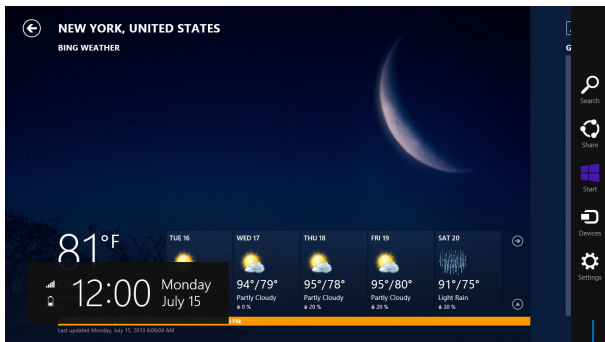 NEW YORK, UNITED STATES
BING WEATHER
G
Search
Share
Start
Devices
Settings
81°F
TUE 16
WED 17
THU 18
FRI 19
SAT 20
94°/79°
95°/78°
95°/80°
91°/75°
Partly Cloudy
Partly Cloudy
Partly Cloudy
Light Rain
0 %
20 %
20 %
30 %
12:00
Monday
July 15
PM
Last updated Monday, July 15, 2013 6:06:04 AM